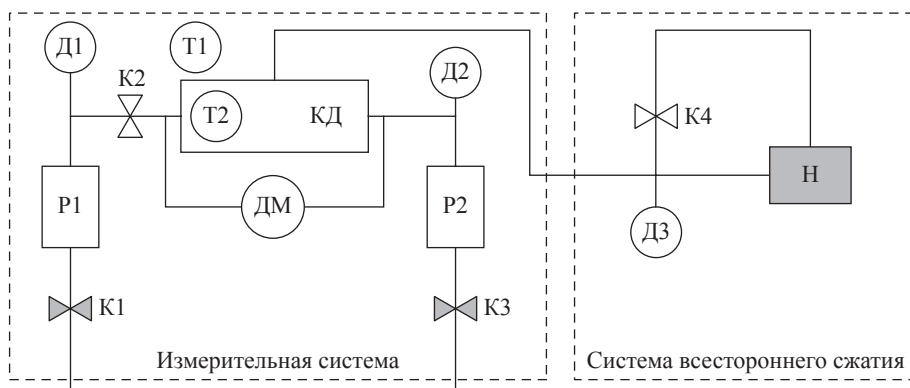 Д1
Т1
К2
Д2
Т2
КД
К4
Р1
ДМ
Р2
Н
Д3
К1
К3
Измерительная система
Система всестороннего сжатия